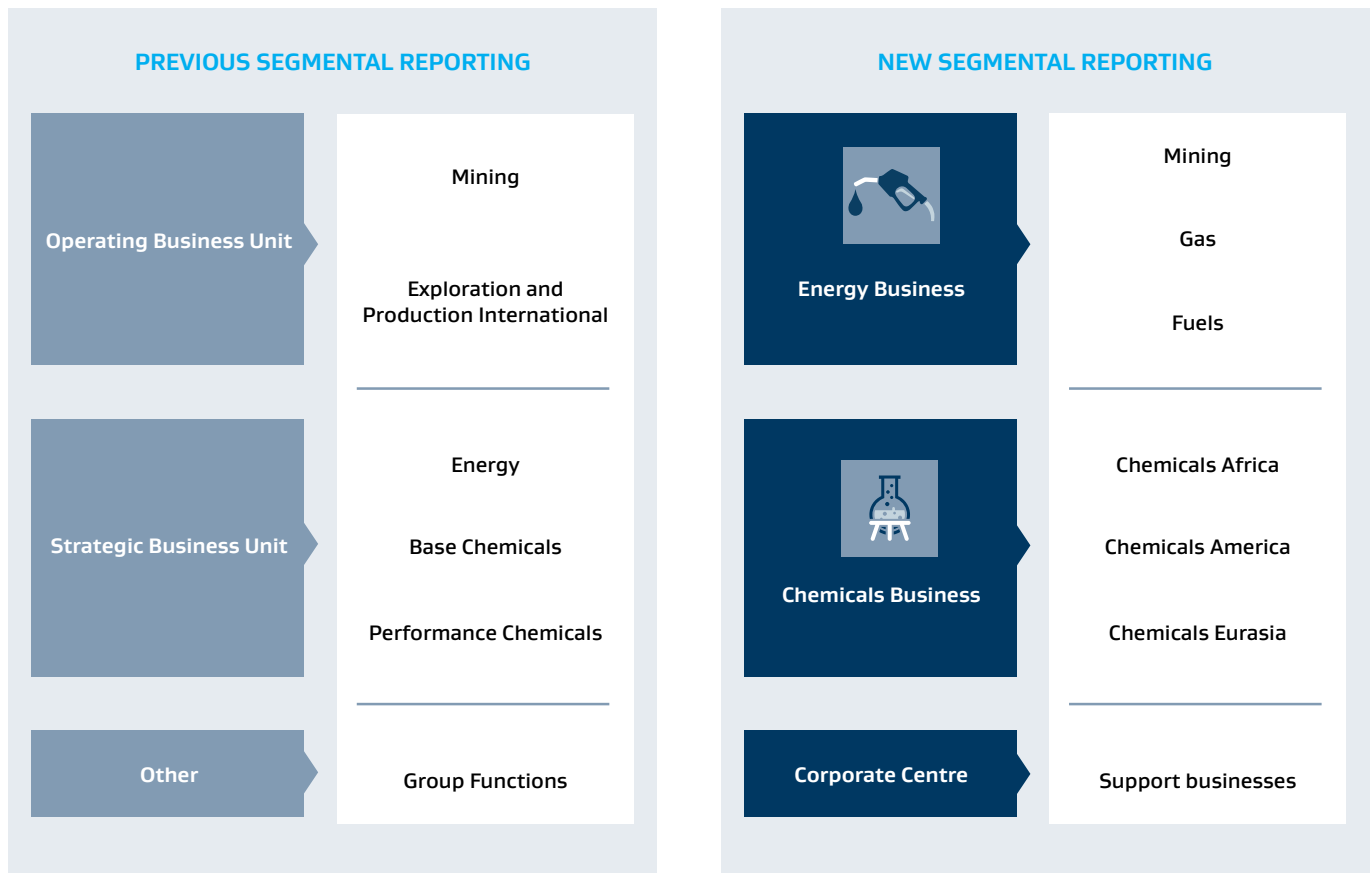 PREVIOUS SEGMENTAL REPORTING
Operating Business Unit
Mining
Exploration and
Production International
Strategic Business Unit
Energy
Base Chemicals
Performance Chemicals
Other
Group Functions
NEW SEGMENTAL REPORTING
Energy Business
Mining
Gas
Fuels
Chemicals Business
Chemicals Africa
Chemicals America
Chemicals Eurasia
Corporate Centre
Support businesses